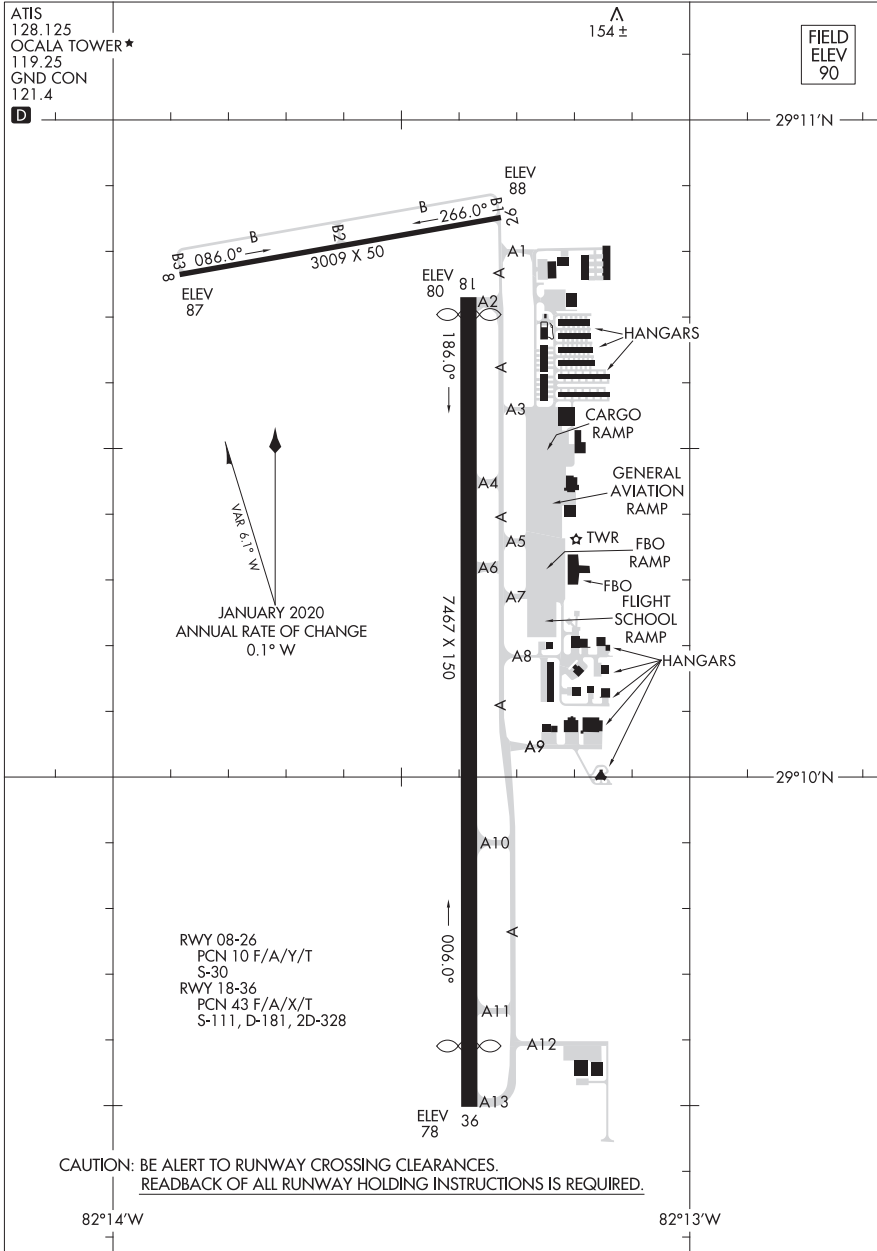 ATIS
128.125
OCALA TOWER★
119.25
GND CON
121.4
D
154 ±
FIELD
ELEV
90
29°11'N
ELEV
88
B1
26
B
266.0°
B2
B
086.0°
B3
8
3009 X 50
ELEV
87
A1
A
ELEV
80
18
A2
HANGARS
186.0°
A
A3
CARGO
RAMP
A4
GENERAL
AVIATION
RAMP
A
A5
TWR
FBO
RAMP
A6
FBO
A7
FLIGHT
SCHOOL
RAMP
VAR 6.1° W
JANUARY 2020
ANNUAL RATE OF CHANGE
0.1° W
7467 X 150
A8
HANGARS
A
A9
29°10'N
A10
006.0°
A
RWY 08-26
PCN 10 F/A/Y/T
S-30
RWY 18-36
PCN 43 F/A/X/T
S-111, D-181, 2D-328
A11
A12
A13
ELEV
78
36
CAUTION: BE ALERT TO RUNWAY CROSSING CLEARANCES.
READBACK OF ALL RUNWAY HOLDING INSTRUCTIONS IS REQUIRED.
82°14'W
82°13'W